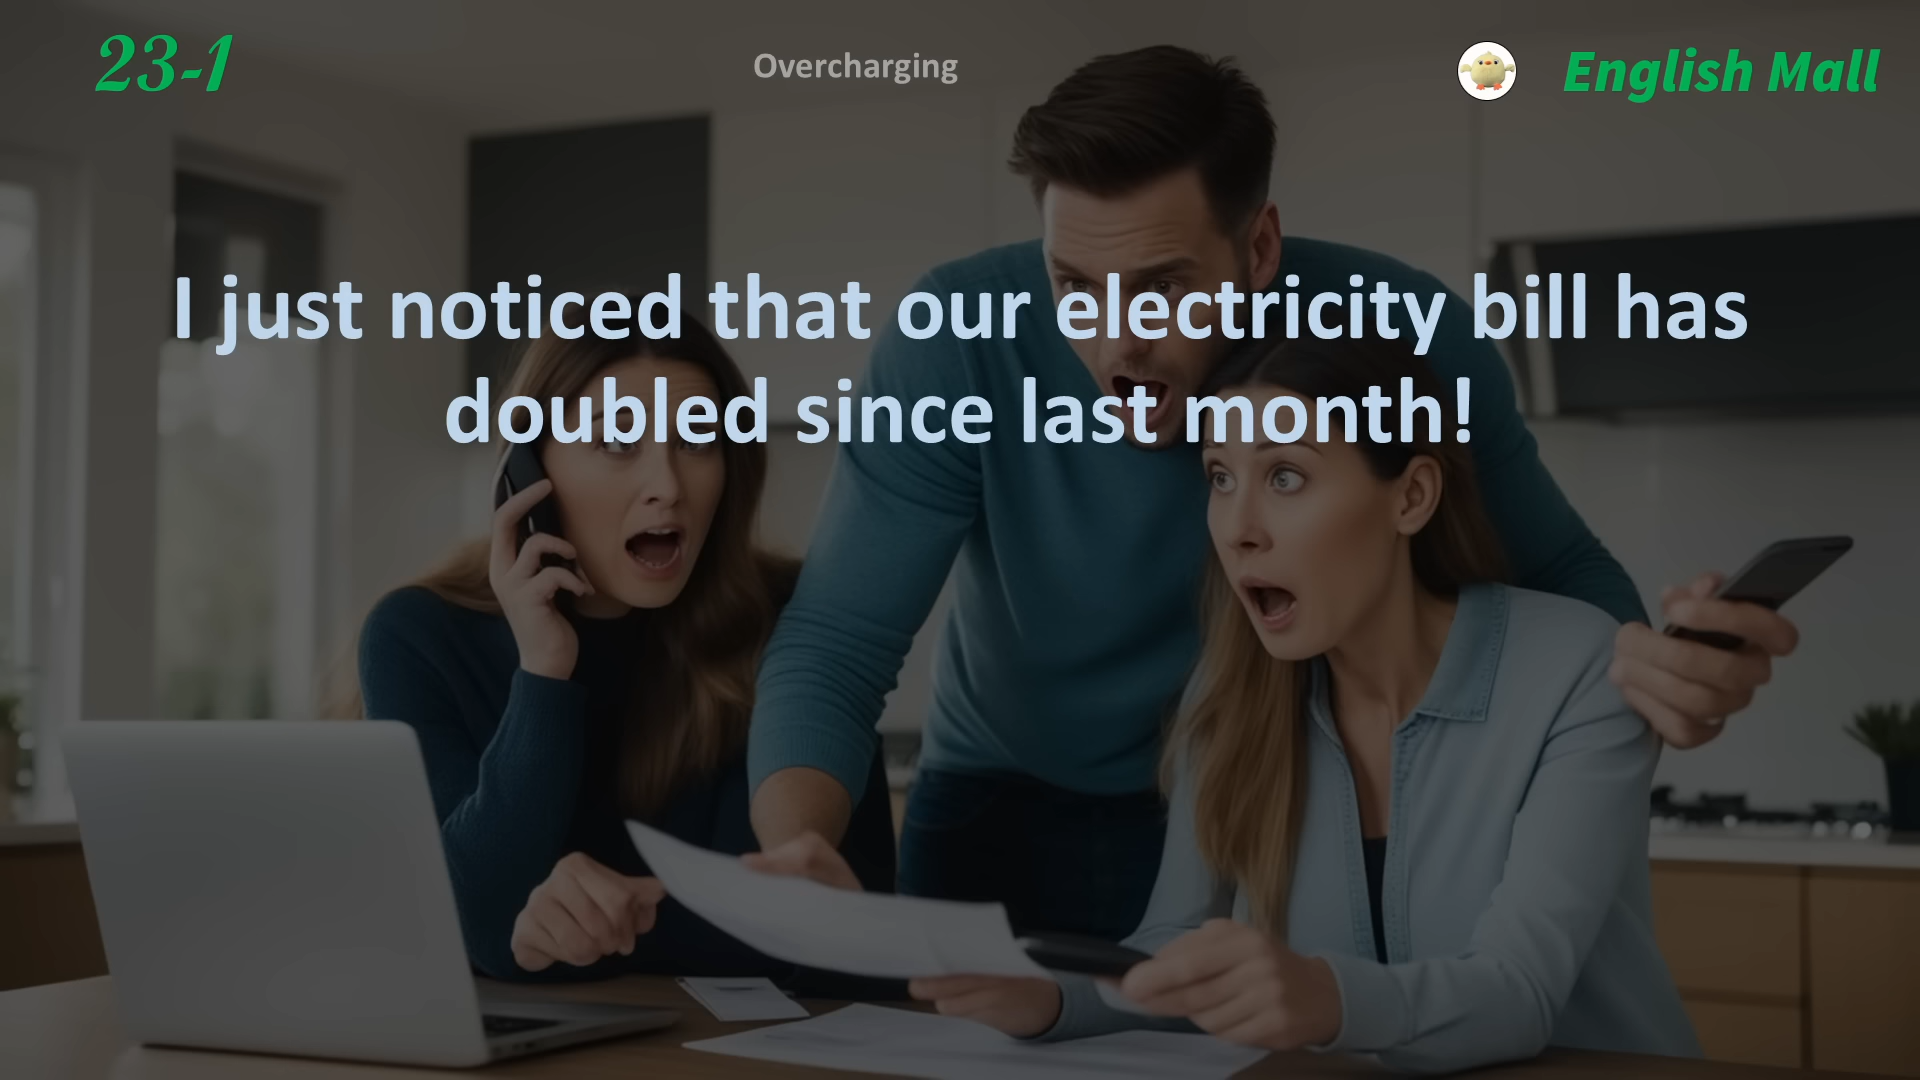 23-1
Overcharging
English Mall
I just noticed that our electricity bill has
doubled since last month!